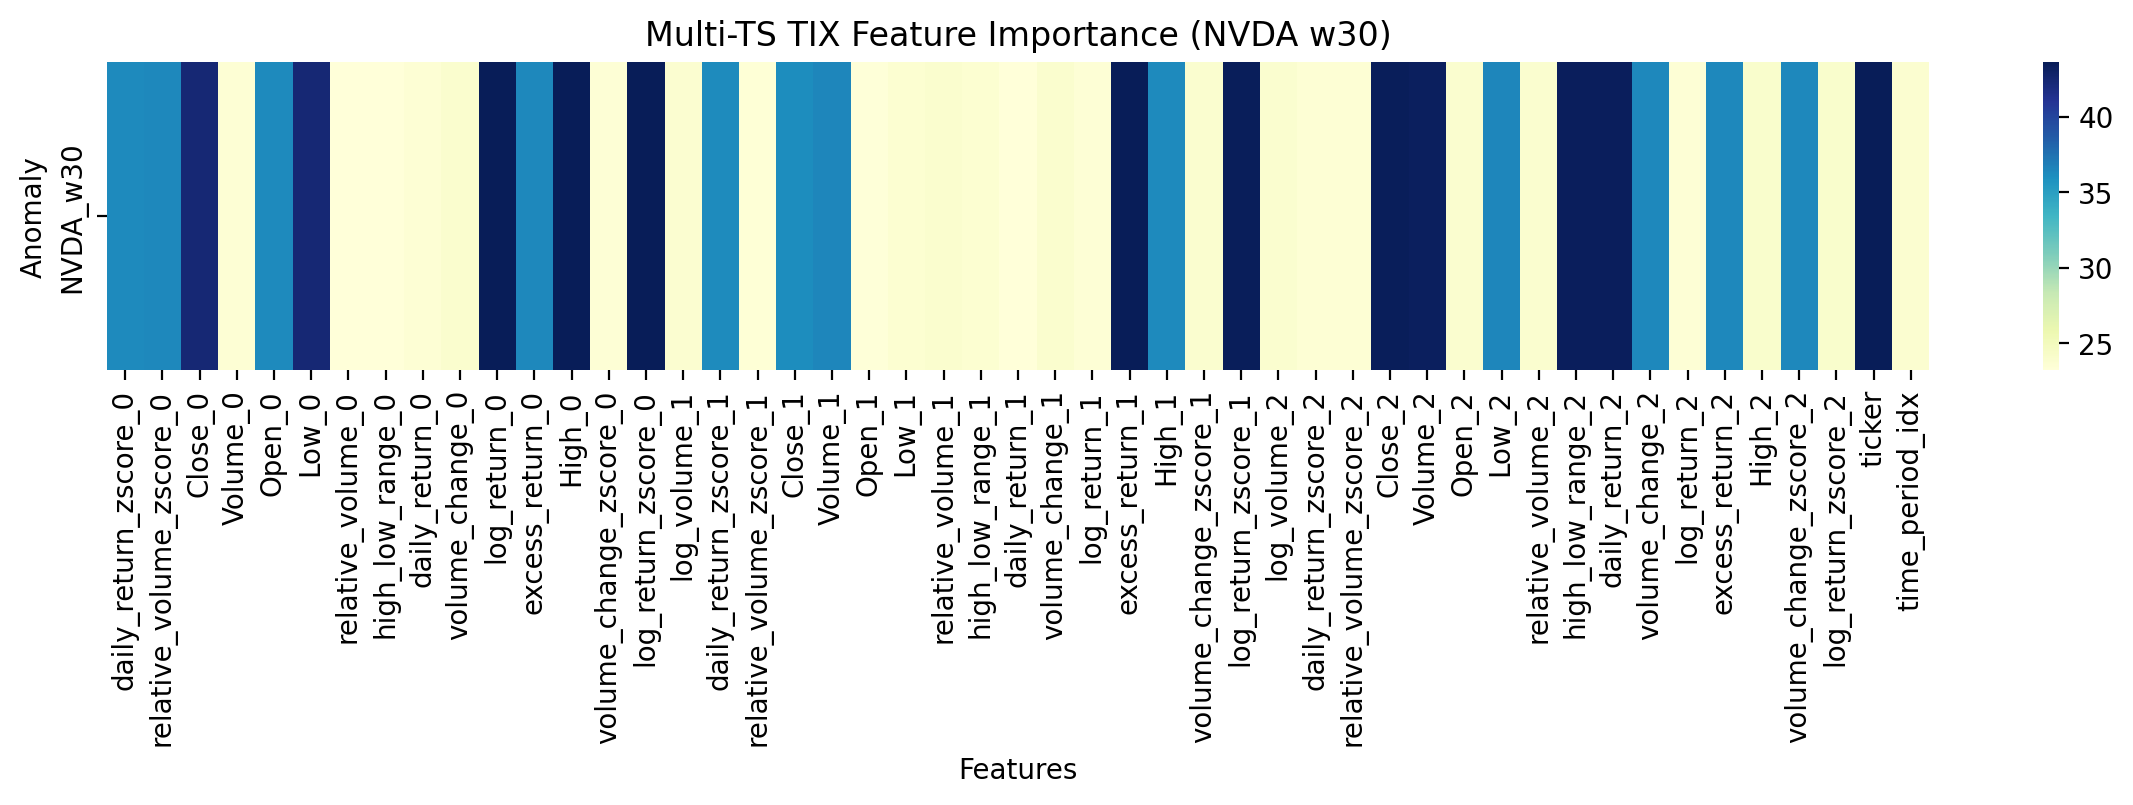 Multi-TS TIX Feature Importance (NVDA w30)
Anomaly
NVDA_w30
40
35
30
25
daily_return_zscore_0
relative_volume_zscore_0
Close_0
Volume_0
Open_0
Low_0
relative_volume_0
high_low_range_0
daily_return_0
volume_change_0
log_return_0
excess_return_0
High_0
volume_change_zscore_0
log_return_zscore_0
log_volume_1
daily_return_zscore_1
relative_volume_zscore_1
Close_1
Volume_1
Open_1
Low_1
relative_volume_1
high_low_range_1
daily_return_1
volume_change_1
log_return_1
excess_return_1
High_1
volume_change_zscore_1
log_return_zscore_1
log_volume_2
daily_return_zscore_2
relative_volume_zscore_2
Close_2
Volume_2
Open_2
Low_2
relative_volume_2
high_low_range_2
daily_return_2
volume_change_2
log_return_2
excess_return_2
High_2
volume_change_zscore_2
log_return_zscore_2
ticker
time_period_idx
Features